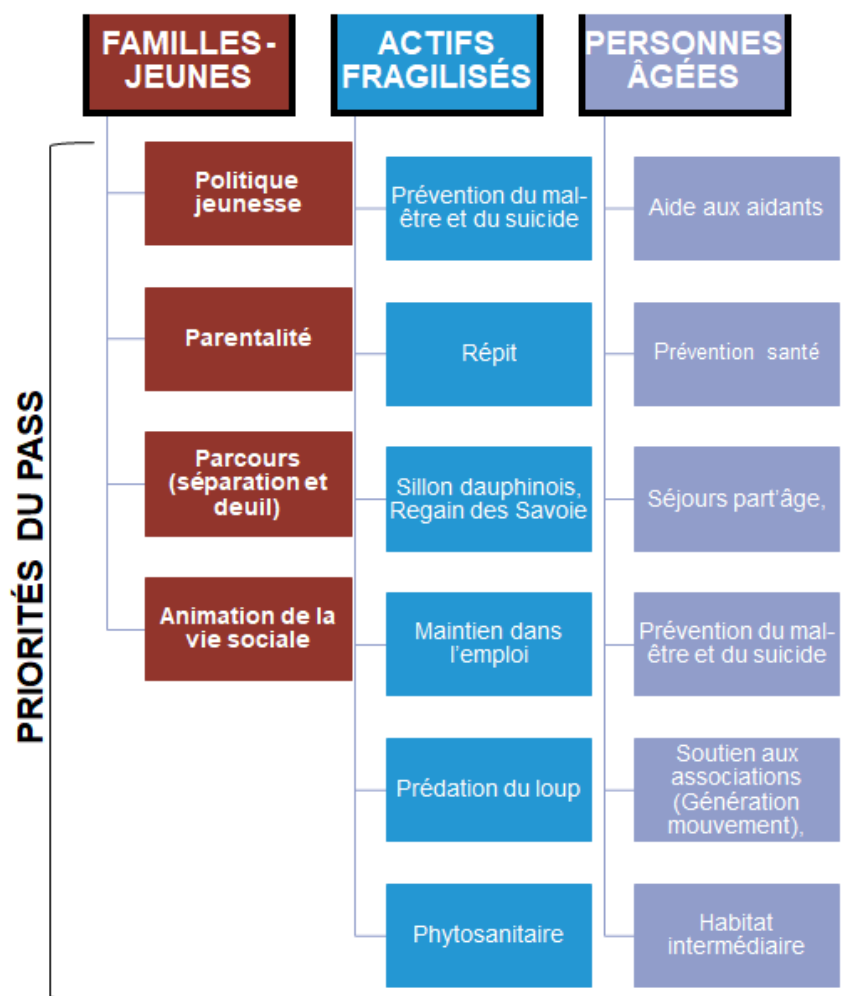 FAMILLES -
JEUNES
ACTIFS
FRAGILISÉS
PERSONNES
ÂGÉES
PRIORITÉS DU PASS
Politique
jeunesse
Parentalité
Parcours
(séparation et
deuil)
Animation de la
vie sociale
Prévention du mal-
être et du suicide
Répit
Sillon dauphinois,
Regain des Savoie
Maintien dans
l'emploi
Prédation du loup
Phytosanitaire
Aide aux aidants
Prévention santé
Séjours part'âge,
Prévention du mal-
être et du suicide
Soutien aux
associations
(Génération
mouvement),
Habitat
intermédiaire